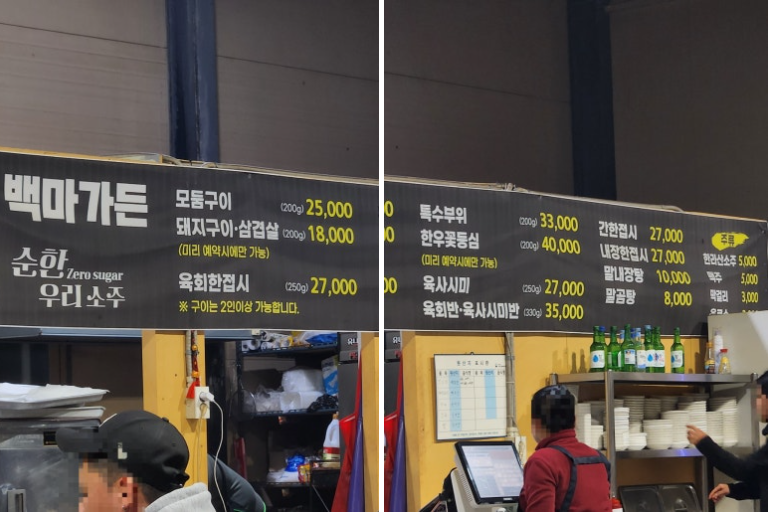 백마가든
순한 Zero sugar
우리 소주
모둠구이 (200g) 25,000
돼지구이·삼겹살 (200g) 18,000
(미리 예약시에만 가능)
육회한접시 (250g) 27,000
※ 구이는 2인이상 가능합니다.
특수부위 (200g) 33,000
한우꽃등심 (200g) 40,000
(미리 예약시에만 가능)
육사시미 (250g) 27,000
육회반·육사시미반 (330g) 35,000
간한접시 27,000
내장한접시 27,000
말내장탕 10,000
말곰탕 8,000
주류
한라산소주 5,000
맥주 5,000
막걸리 3,000